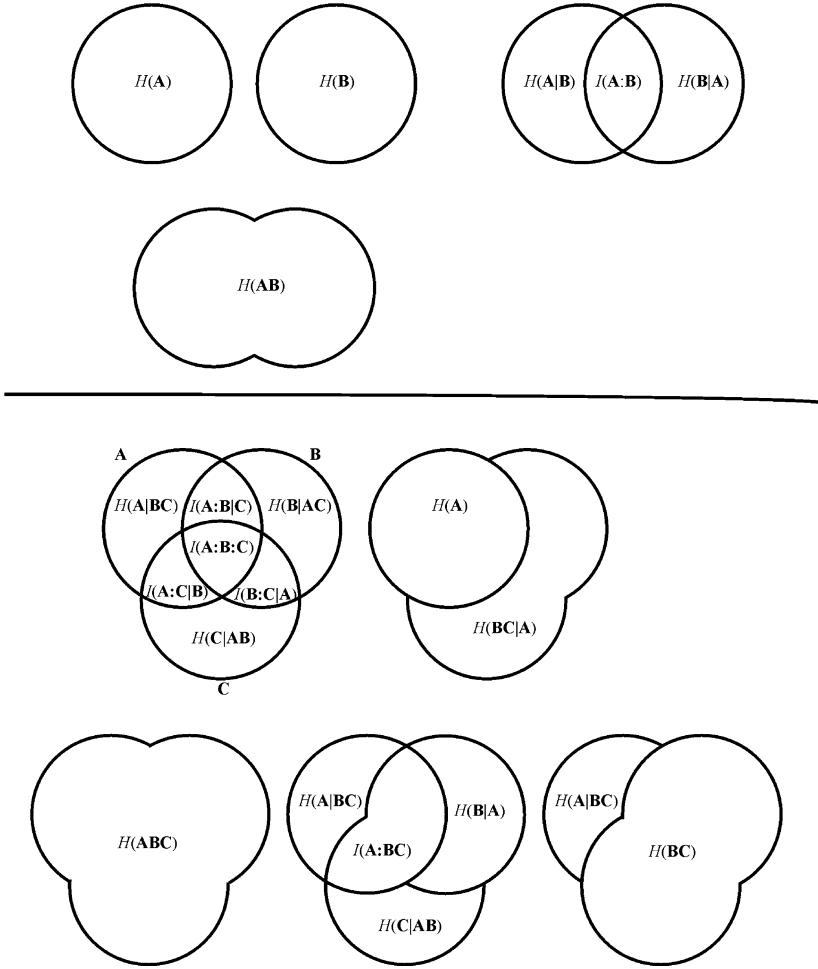 H(A) H(B) H(A|B) I(A:B) H(B|A)
H(AB)
A B
H(A|BC) I(A:B|C) H(B|AC) H(A)
I(A:B:C)
I(A:C|B) I(B:C|A)
H(BC|A)
H(C|AB)
C
H(A|BC) H(B|A) H(A|BC)
H(ABC) I(A:BC) H(BC)
H(C|AB)